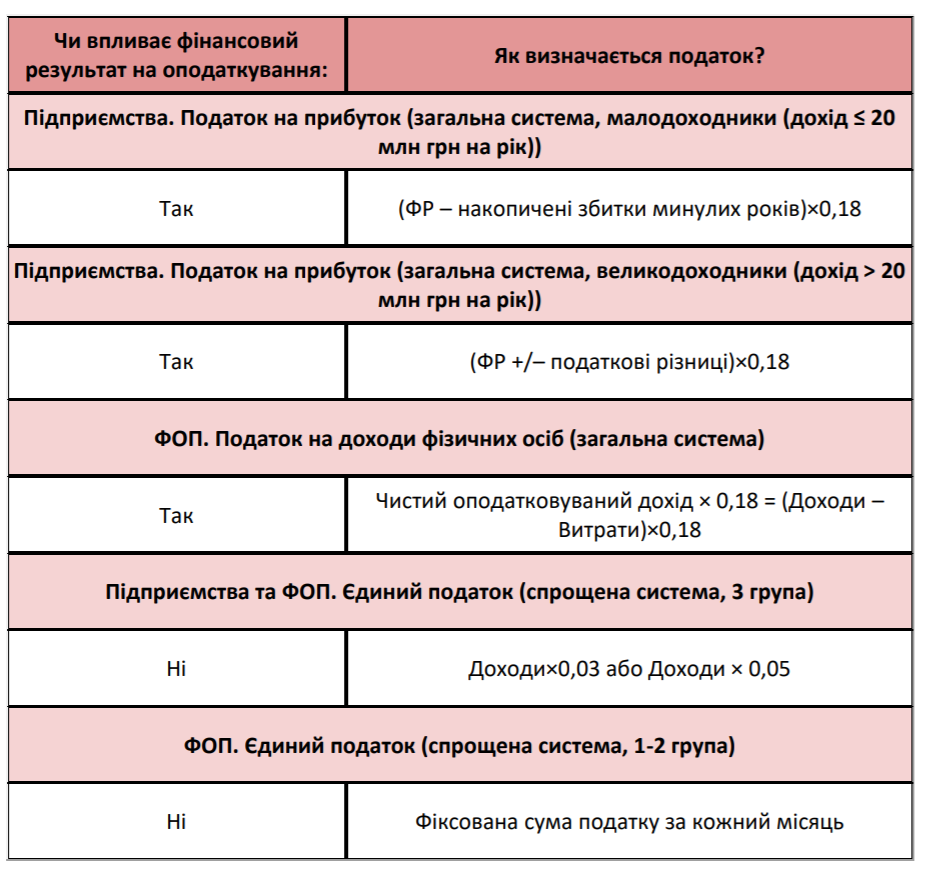 Чи впливає фінансовий
результат на оподаткування:
Як визначається податок?
Підприємства. Податок на прибуток (загальна система, малодоходники (дохід ≤ 20
млн грн на рік))
Так
(ФР – накопичені збитки минулих років)×0,18
Підприємства. Податок на прибуток (загальна система, великодоходники (дохід > 20
млн грн на рік))
Так
(ФР +/– податкові різниці)×0,18
ФОП. Податок на доходи фізичних осіб (загальна система)
Так
Чистий оподатковуваний дохід × 0,18 = (Доходи –
Витрати)×0,18
Підприємства та ФОП. Єдиний податок (спрощена система, 3 група)
Ні
Доходи×0,03 або Доходи × 0,05
ФОП. Єдиний податок (спрощена система, 1-2 група)
Ні
Фіксована сума податку за кожний місяць